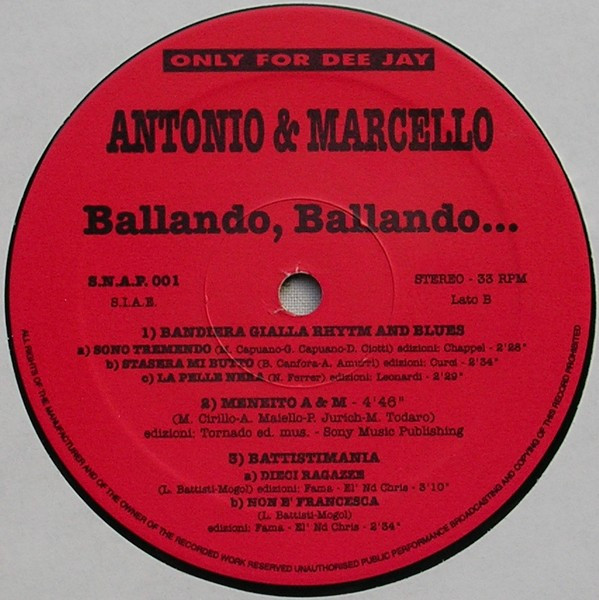 ONLY FOR DEE JAY
ANTONIO & MARCELLO
Ballando, Ballando...
S.N.A.P. 001
STEREO - 33 RPM
S.I.A.E.
Lato B
1) BANDIERA GIALLA RHYTM AND BLUES
a) SONO TREMENDO (M. Capuano-G. Capuano-D. Ciotti) edizioni: Chappel - 2'28"
b) STASERA MI BUTTO (B. Canfora-A. Amurri) edizioni: Curci - 2'34"
c) LA PELLE NERA (N. Ferrer) edizioni: Leonardi - 2'29"
2) MENEITO A & M - 4'46"
(M. Cirillo-A. Maiello-P. Jurich-M. Todaro)
edizioni: Tornado ed. mus. - Sony Music Publishing
3) BATTISTIMANIA
a) DIECI RAGAZZE
(L. Battisti-Mogol) edizioni: Fama - El' Nd Chris - 3'10"
b) NON E' FRANCESCA
(L. Battisti-Mogol)
edizioni: Fama - El' Nd Chris - 2'34"
ALL RIGHTS OF THE MANUFACTURER AND OF THE OWNER OF THE RECORDED WORK RESERVED UNAUTHORISED PUBLIC PERFORMANCE BROADCASTING AND COPYING OF THIS RECORD PROHIBITED